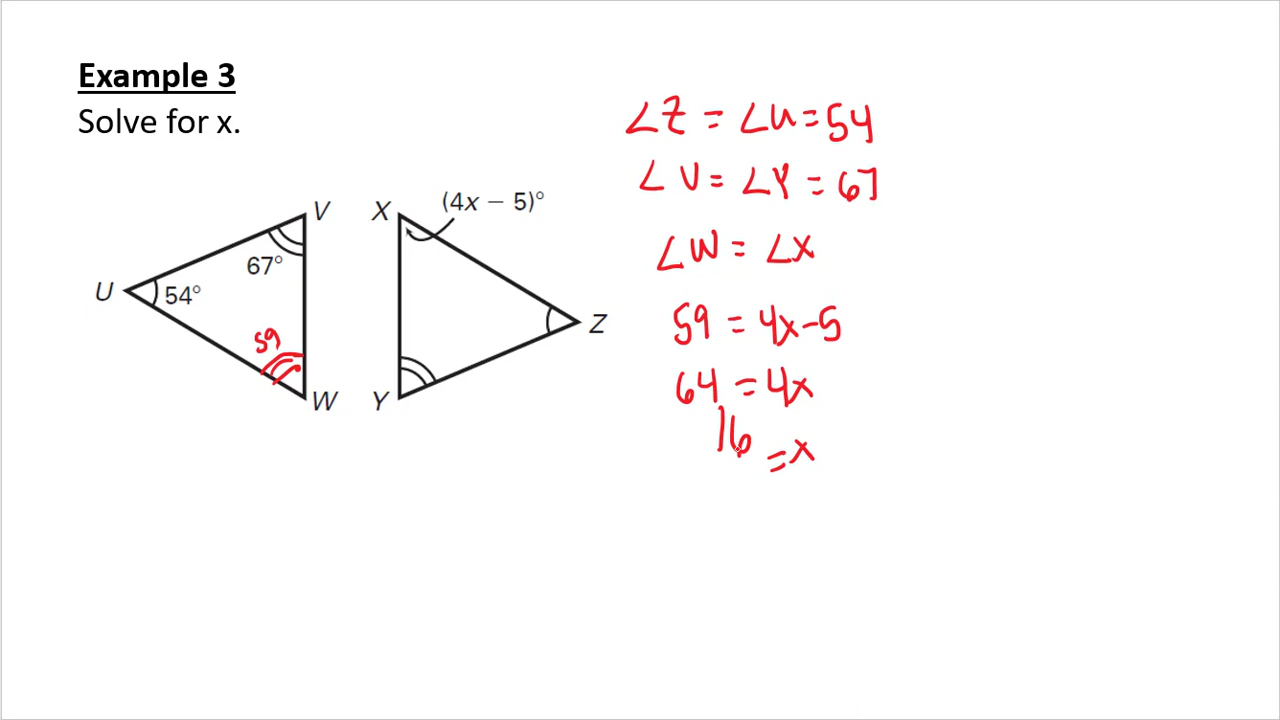 Example 3
Solve for x.
∠Z = ∠U = 54
∠V = ∠Y = 67
∠W = ∠X
59 = 4x-5
64 = 4x
16 = x
V
X
(4x − 5)°
67°
U
54°
Z
59
W
Y